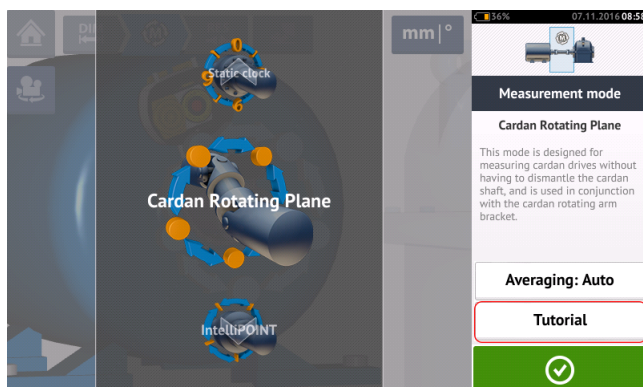 DIM
M
mm|°
36%
07.11.2016 08:58
Static clock
0
9
6
Cardan Rotating Plane
IntelliPOINT
Measurement mode
Cardan Rotating Plane
This mode is designed for
measuring cardan drives without
having to dismantle the cardan
shaft, and is used in conjunction
with the cardan rotating arm
bracket.
Averaging: Auto
Tutorial